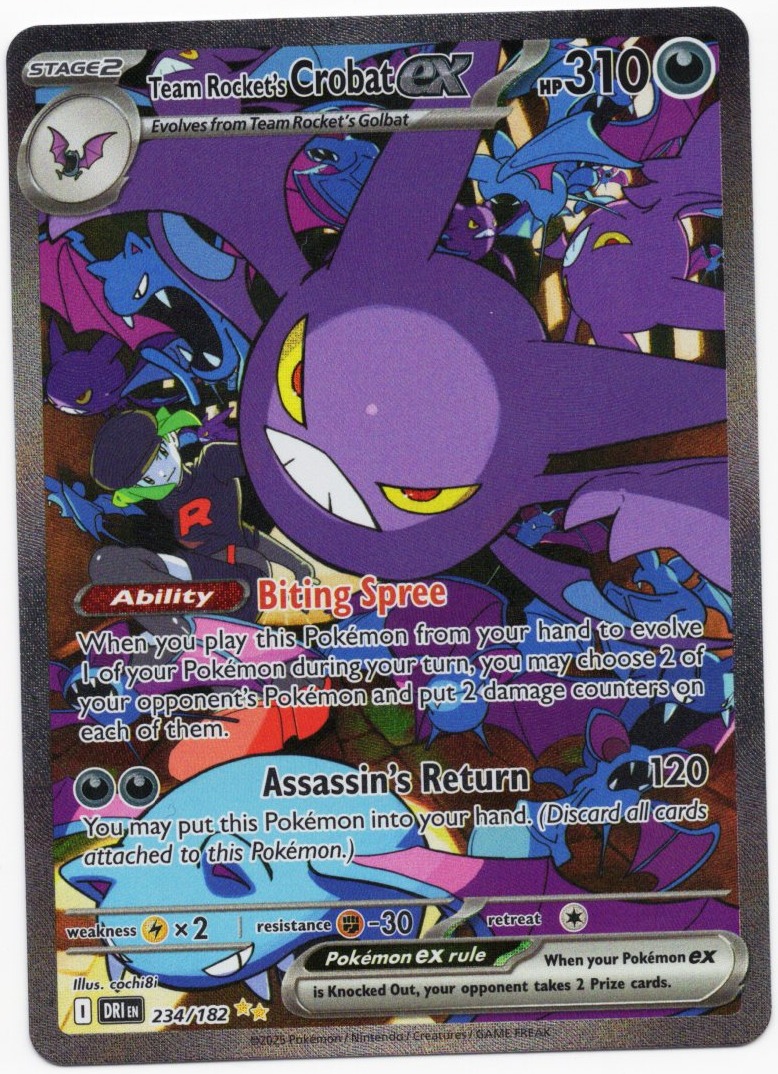 STAGE2
Team Rocket's Crobat ex
HP 310
Evolves from Team Rocket's Golbat
R
Ability Biting Spree
When you play this Pokémon from your hand to evolve
1 of your Pokémon during your turn, you may choose 2 of
your opponent's Pokémon and put 2 damage counters on
each of them.
Assassin's Return 120
You may put this Pokémon into your hand. (Discard all cards
attached to this Pokémon.)
weakness ×2 resistance -30 retreat
Pokémon ex rule When your Pokémon ex
is Knocked Out, your opponent takes 2 Prize cards.
Illus. cochi8i
I DRI EN 234/182
©2025 Pokémon / Nintendo / Creatures / GAME FREAK